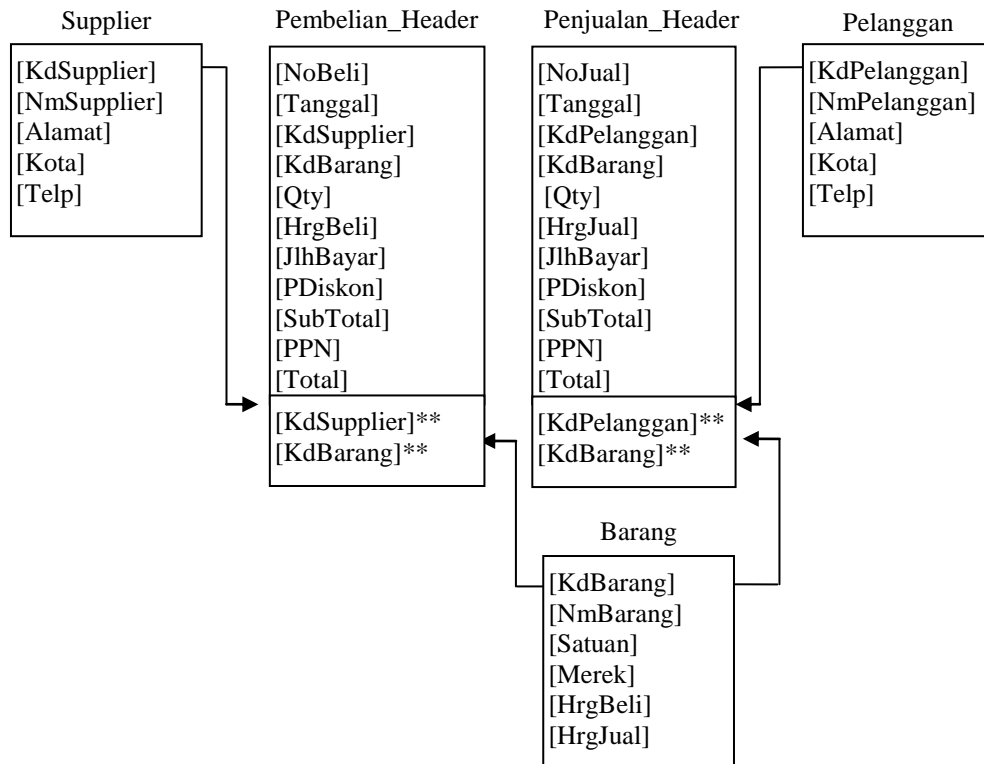 Supplier
[KdSupplier]
[NmSupplier]
[Alamat]
[Kota]
[Telp]
Pembelian_Header
[NoBeli]
[Tanggal]
[KdSupplier]
[KdBarang]
[Qty]
[HrgBeli]
[JlhBayar]
[PDiskon]
[SubTotal]
[PPN]
[Total]
[KdSupplier]**
[KdBarang]**
Penjualan_Header
[NoJual]
[Tanggal]
[KdPelanggan]
[KdBarang]
[Qty]
[HrgJual]
[JlhBayar]
[PDiskon]
[SubTotal]
[PPN]
[Total]
[KdPelanggan]**
[KdBarang]**
Pelanggan
[KdPelanggan]
[NmPelanggan]
[Alamat]
[Kota]
[Telp]
Barang
[KdBarang]
[NmBarang]
[Satuan]
[Merek]
[HrgBeli]
[HrgJual]